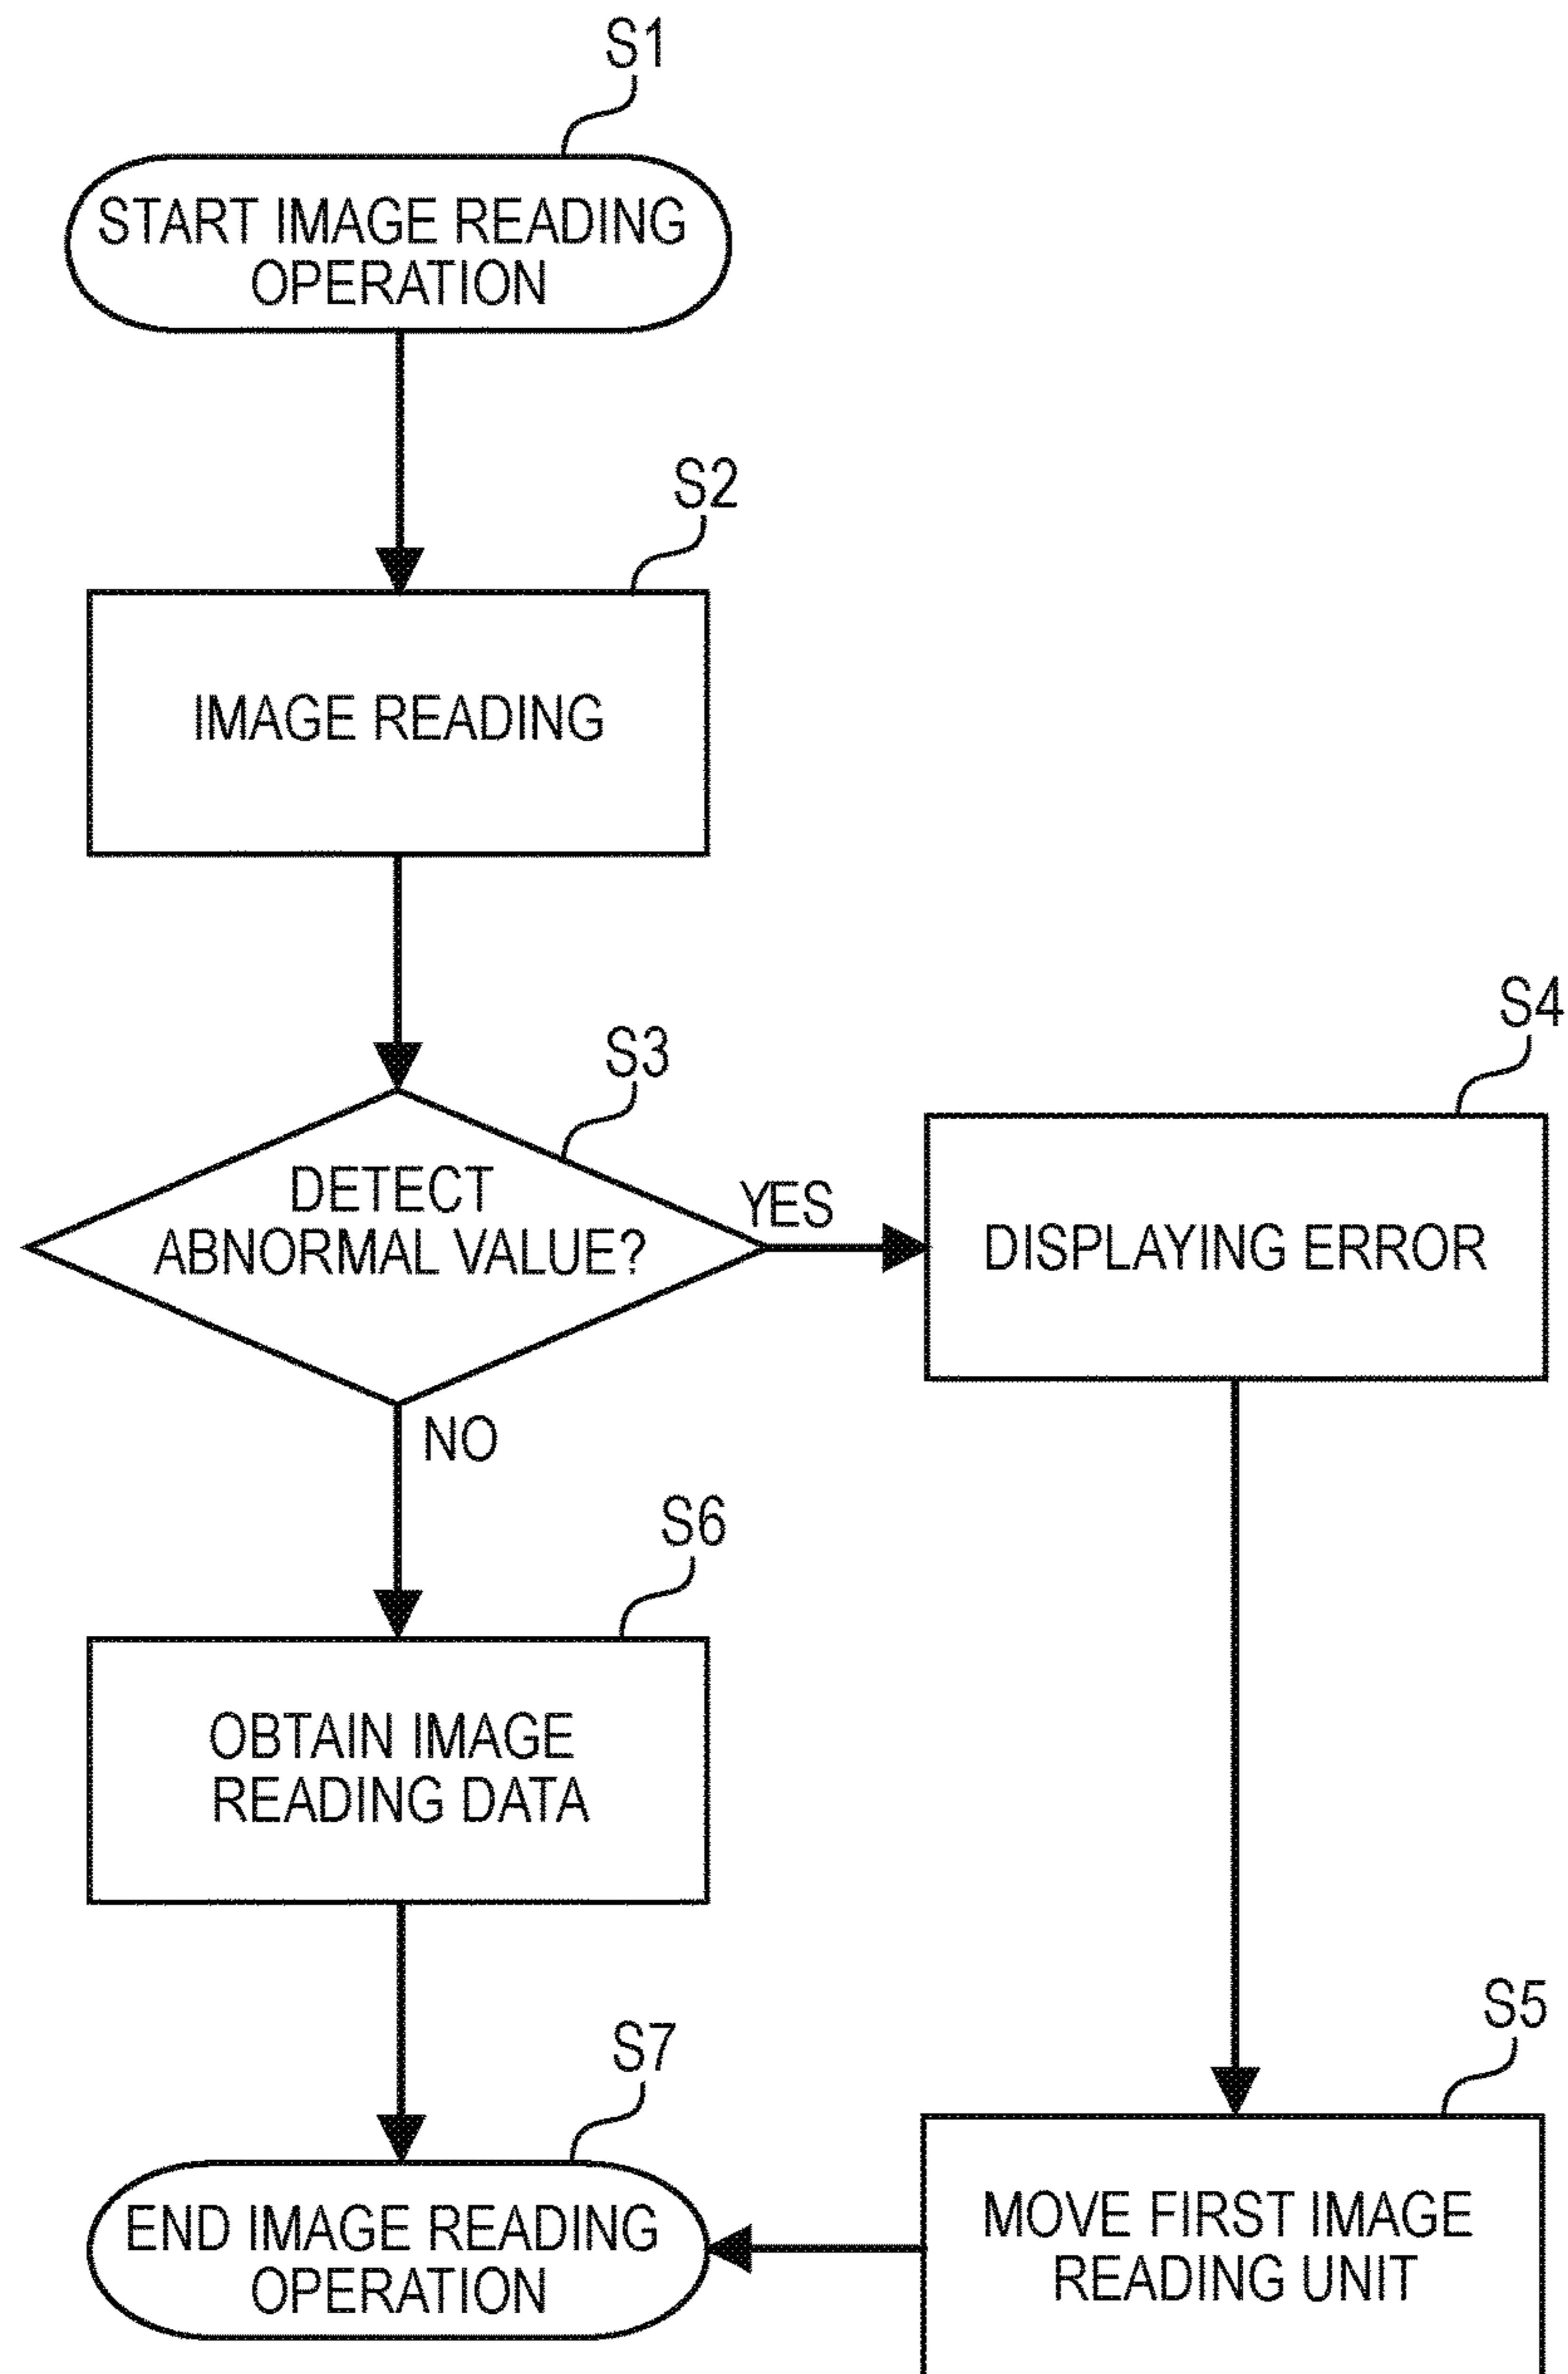 S1
START IMAGE READING
OPERATION
S2
IMAGE READING
S3
DETECT
ABNORMAL VALUE?
YES
S4
DISPLAYING ERROR
NO
S6
OBTAIN IMAGE
READING DATA
S5
MOVE FIRST IMAGE
READING UNIT
S7
END IMAGE READING
OPERATION